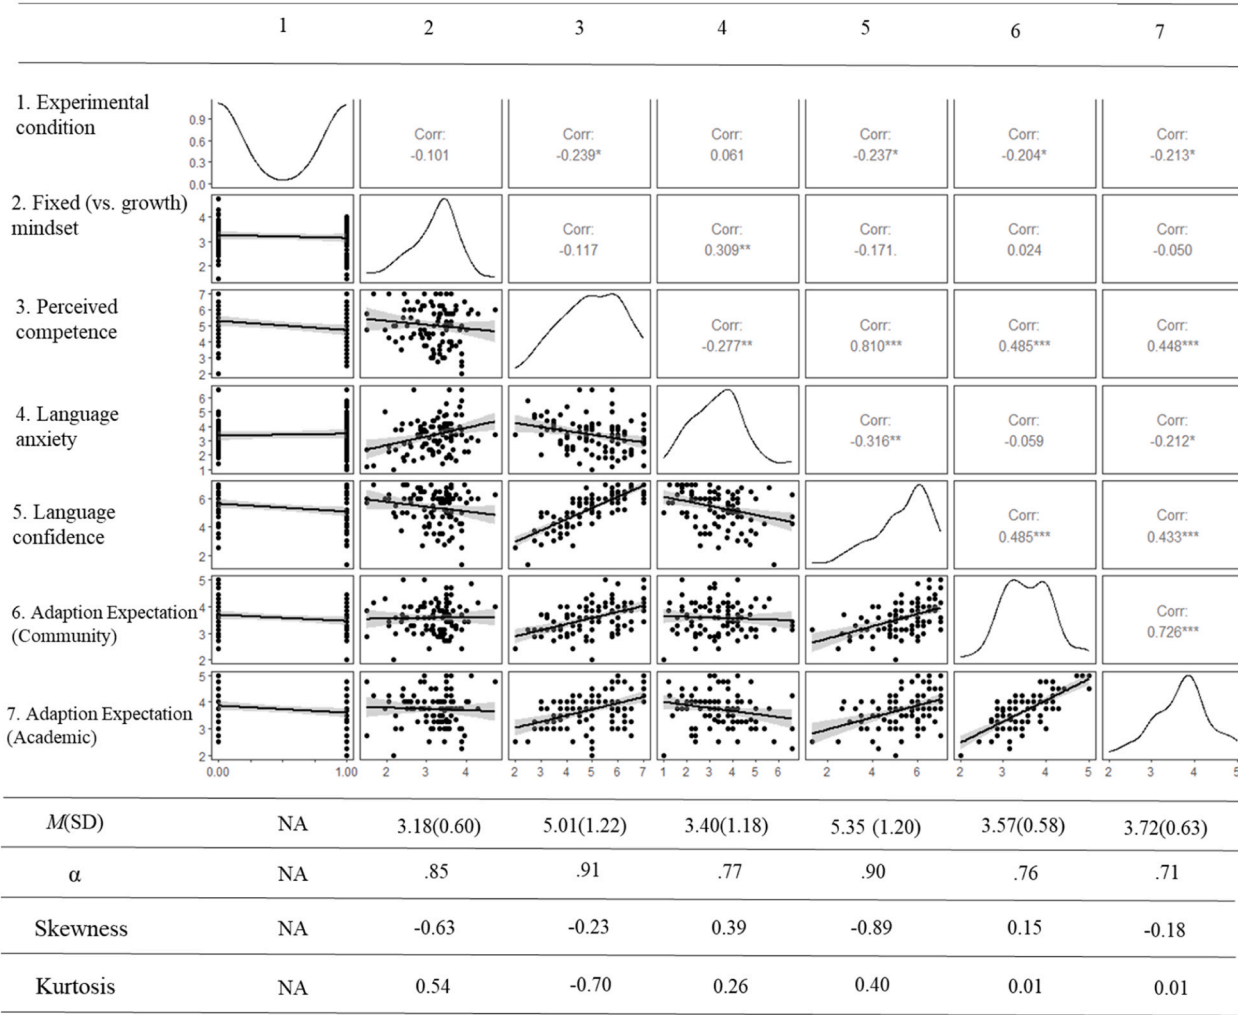 1 2 3 4 5 6 7
1. Experimental
condition
0.9
0.6
0.3
0.0
Corr:
-0.101
Corr:
-0.239*
Corr:
0.061
Corr:
-0.237*
Corr:
-0.204*
Corr:
-0.213*
2. Fixed (vs. growth)
mindset
4
3
2
Corr:
-0.117
Corr:
0.309**
Corr:
-0.171.
Corr:
0.024
Corr:
-0.050
3. Perceived
competence
7
6
5
4
3
2
Corr:
-0.277**
Corr:
0.810***
Corr:
0.485***
Corr:
0.448***
4. Language
anxiety
6
5
4
3
2
1
Corr:
-0.316**
Corr:
-0.059
Corr:
-0.212*
5. Language
confidence
6
4
2
Corr:
0.485***
Corr:
0.433***
6. Adaption Expectation
(Community)
5
4
3
2
Corr:
0.726***
7. Adaption Expectation
(Academic)
5
4
3
2
0.00 1.00 2 3 4 2 3 4 5 6 7 1 2 3 4 5 6 2 4 6 2 3 4 5 2 3 4 5
M(SD) NA 3.18(0.60) 5.01(1.22) 3.40(1.18) 5.35 (1.20) 3.57(0.58) 3.72(0.63)
α NA .85 .91 .77 .90 .76 .71
Skewness NA -0.63 -0.23 0.39 -0.89 0.15 -0.18
Kurtosis NA 0.54 -0.70 0.26 0.40 0.01 0.01